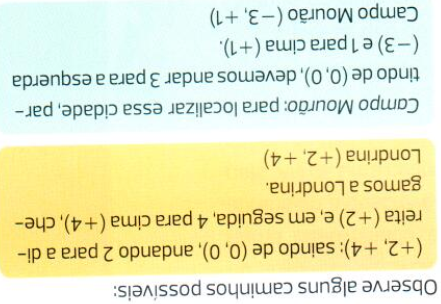 Observe alguns caminhos possíveis:
(+2, +4): saindo de (0, 0), andando 2 para a di-
reita (+2) e, em seguida, 4 para cima (+4), che-
gamos a Londrina.
Londrina (+2, +4)
Campo Mourão: para localizar essa cidade, par-
tindo de (0, 0), devemos andar 3 para a esquerda
(−3) e 1 para cima (+1).
Campo Mourão (−3, +1)